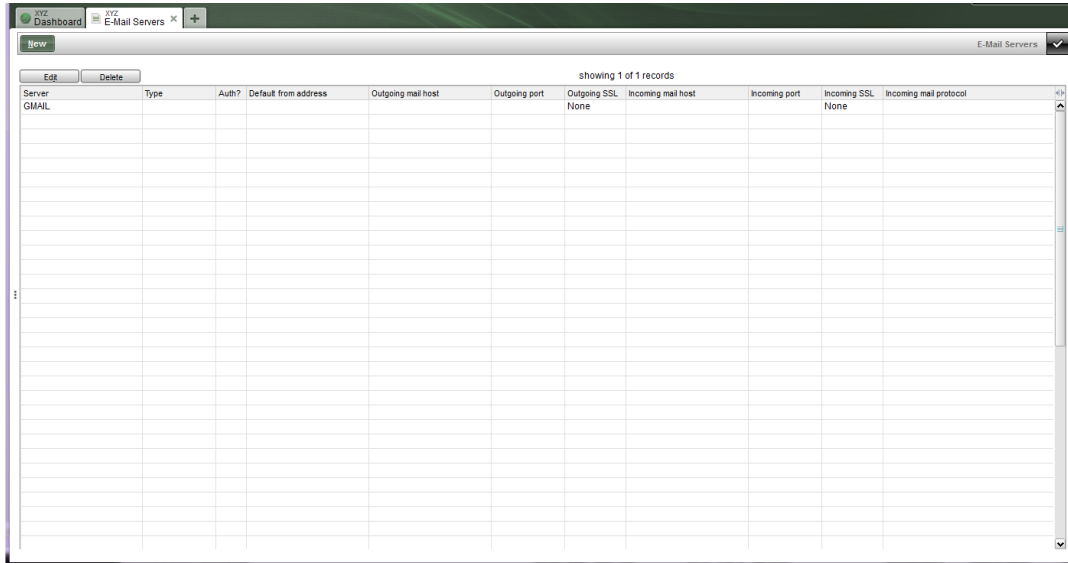 XYZ
Dashboard
XYZ
E-Mail Servers
New
E-Mail Servers
Edit
Delete
showing 1 of 1 records
Server Type Auth? Default from address Outgoing mail host Outgoing port Outgoing SSL Incoming mail host Incoming port Incoming SSL Incoming mail protocol
GMAIL None None